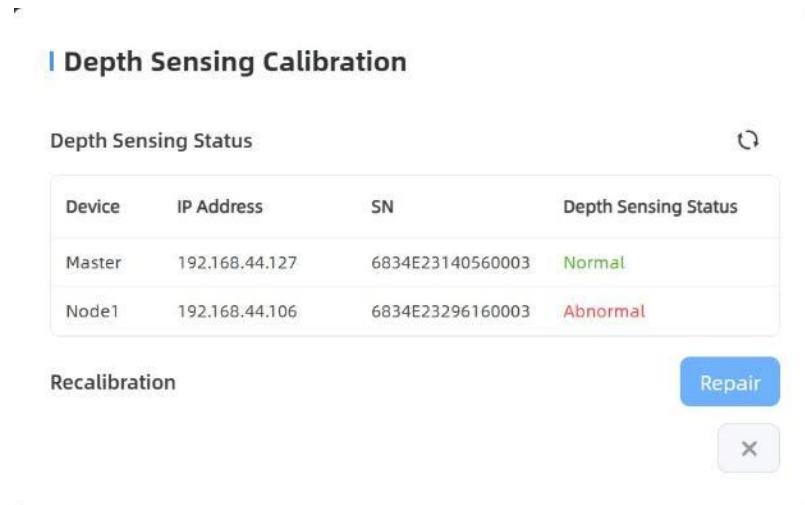 Depth Sensing Calibration
Depth Sensing Status
Device IP Address SN Depth Sensing Status
Master 192.168.44.127 6834E23140560003 Normal
Node1 192.168.44.106 6834E23296160003 Abnormal
Recalibration Repair